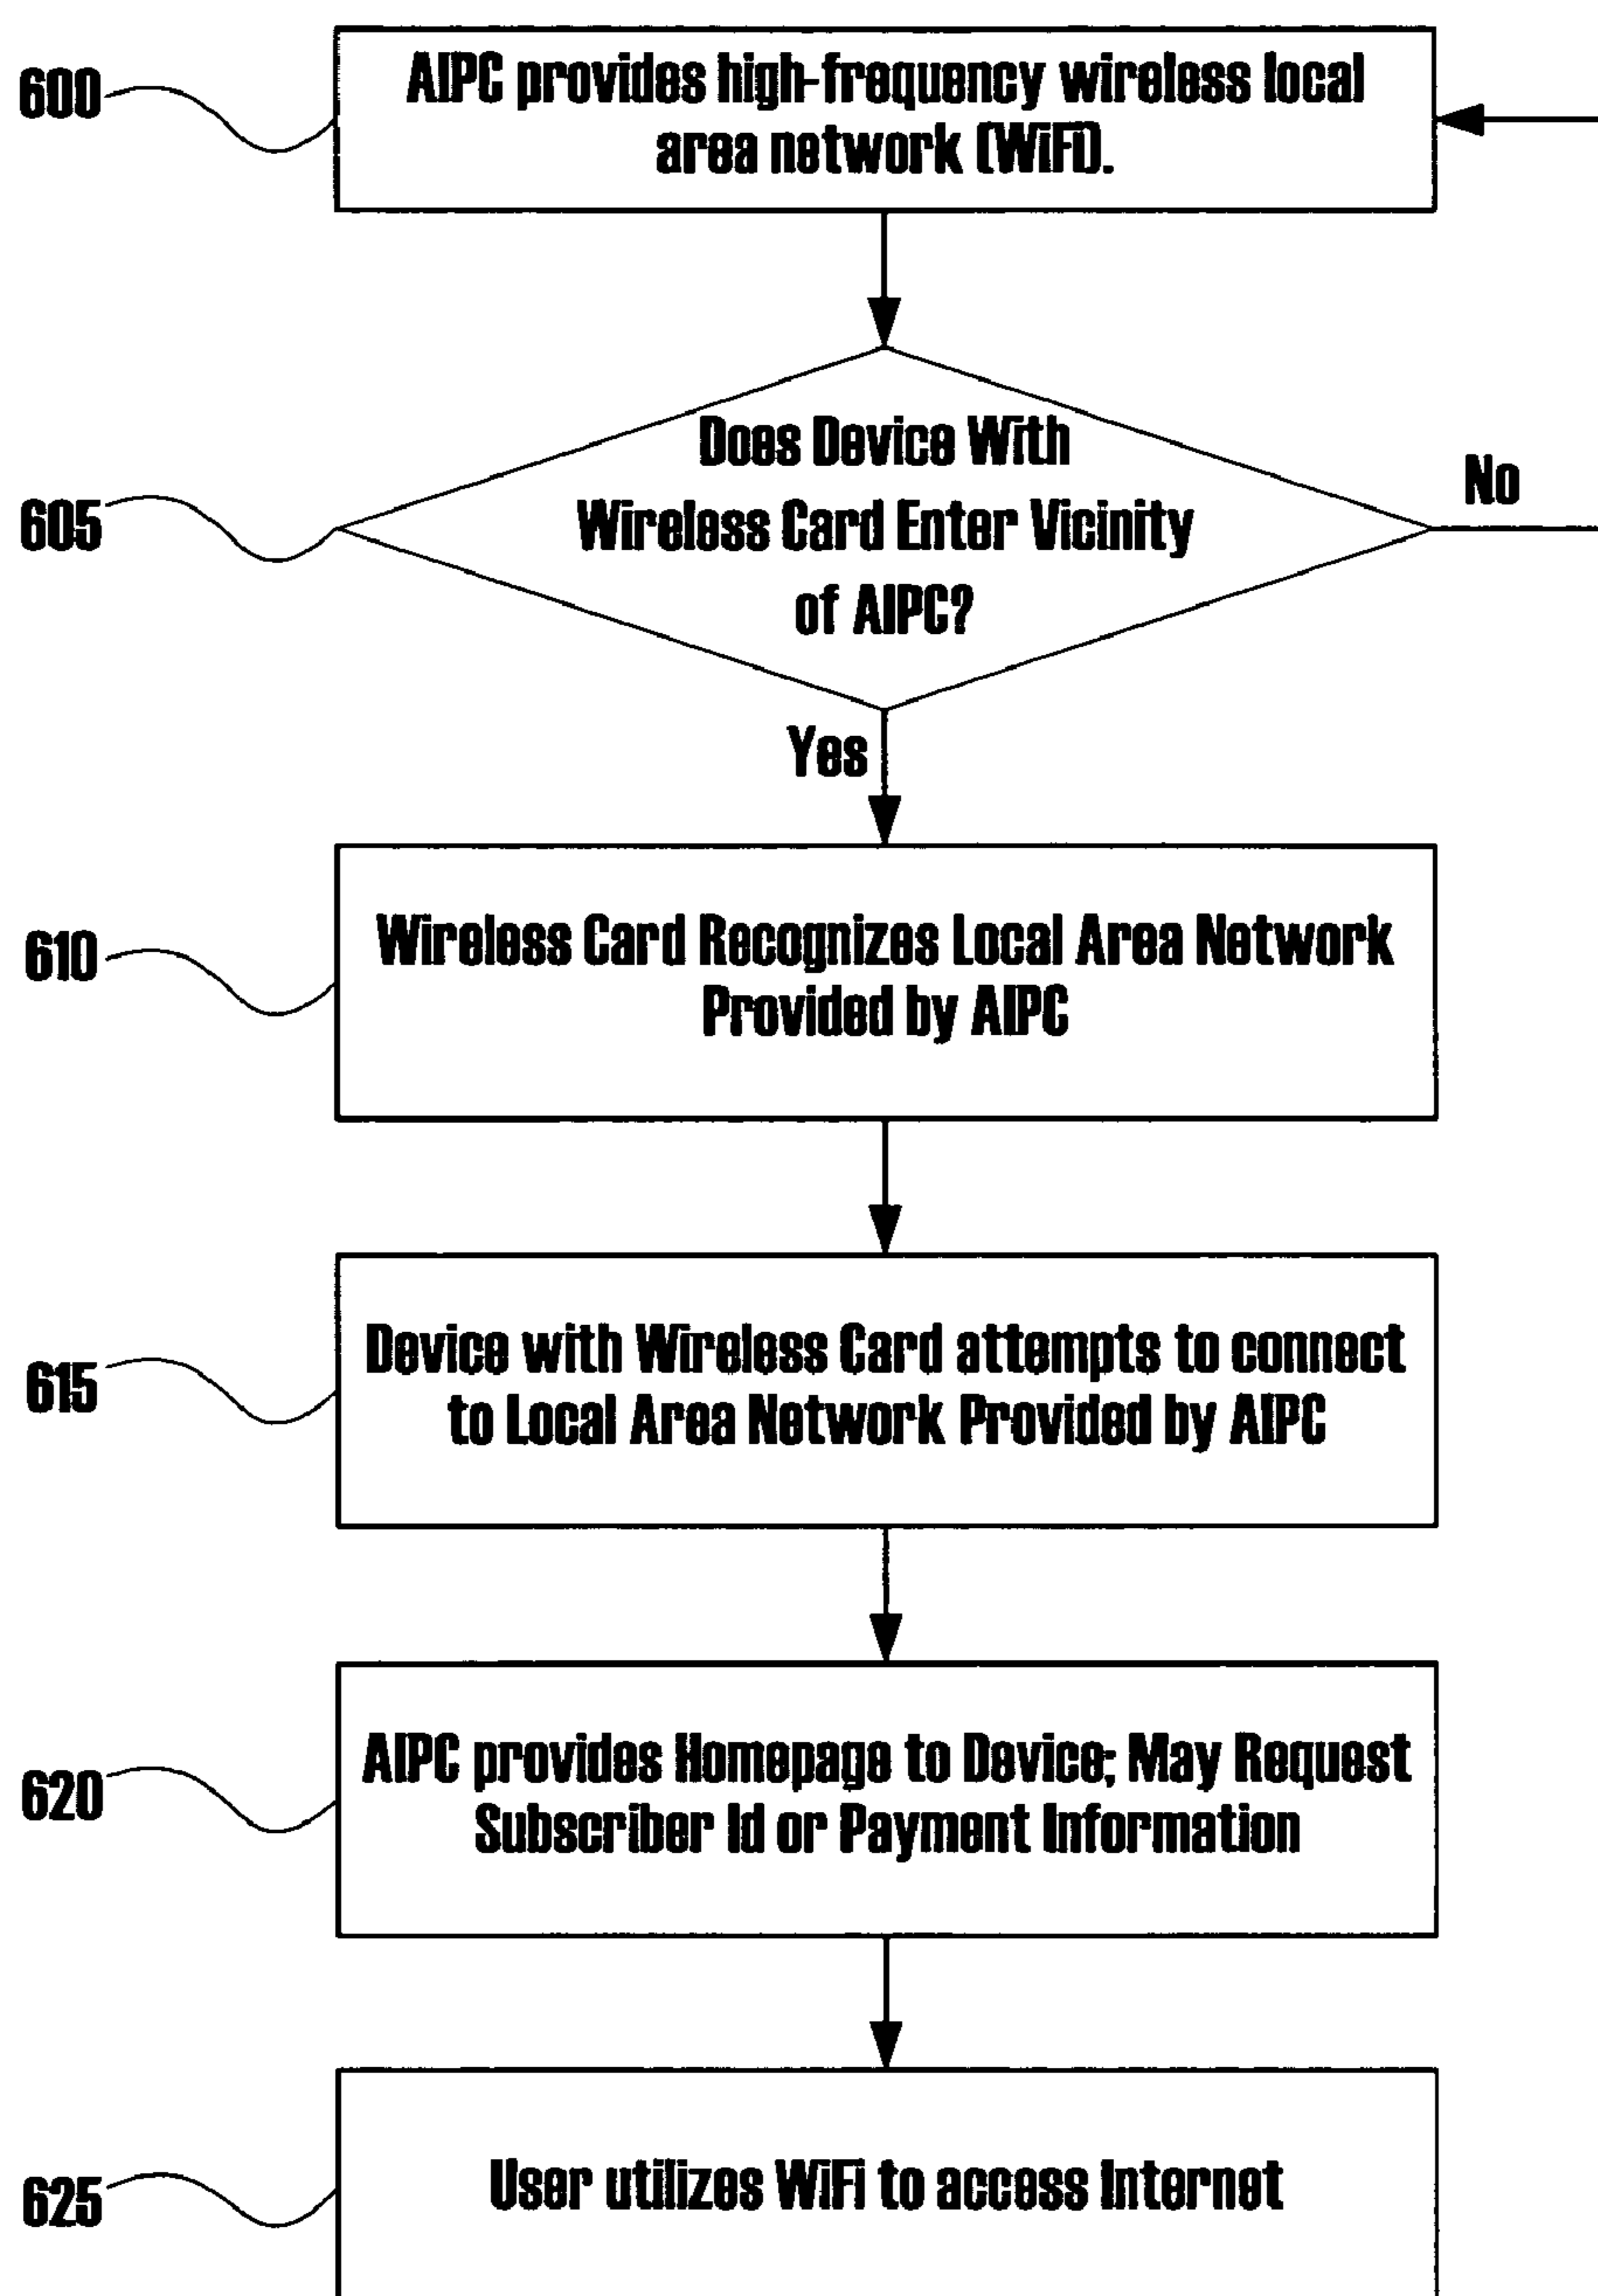 600
AIPC provides high-frequency wireless local
area network (WiFi).
605
Does Device With
Wireless Card Enter Vicinity
of AIPC?
No
Yes
610
Wireless Card Recognizes Local Area Network
Provided by AIPC
615
Device with Wireless Card attempts to connect
to Local Area Network Provided by AIPC
620
AIPC provides Homepage to Device; May Request
Subscriber Id or Payment Information
625
User utilizes WiFi to access Internet